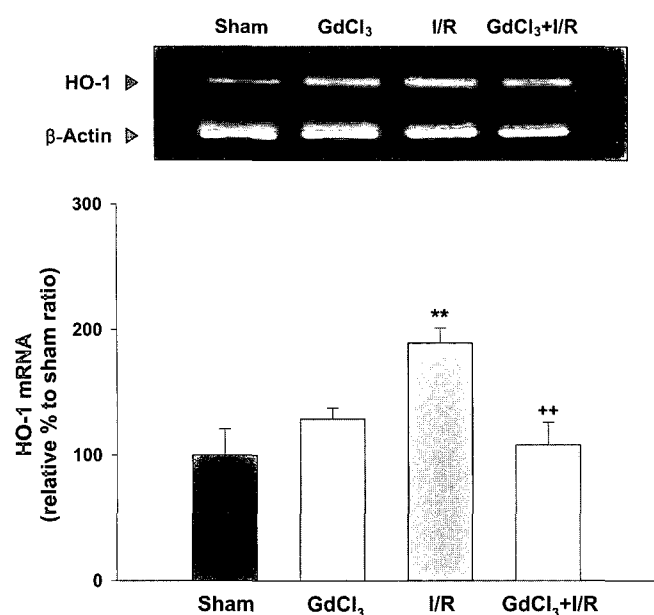 Sham GdCl₃ I/R GdCl₃+I/R
HO-1
β-Actin
300
200
100
0
HO-1 mRNA
(relative % to sham ratio)
**
++
Sham GdCl₃ I/R GdCl₃+I/R